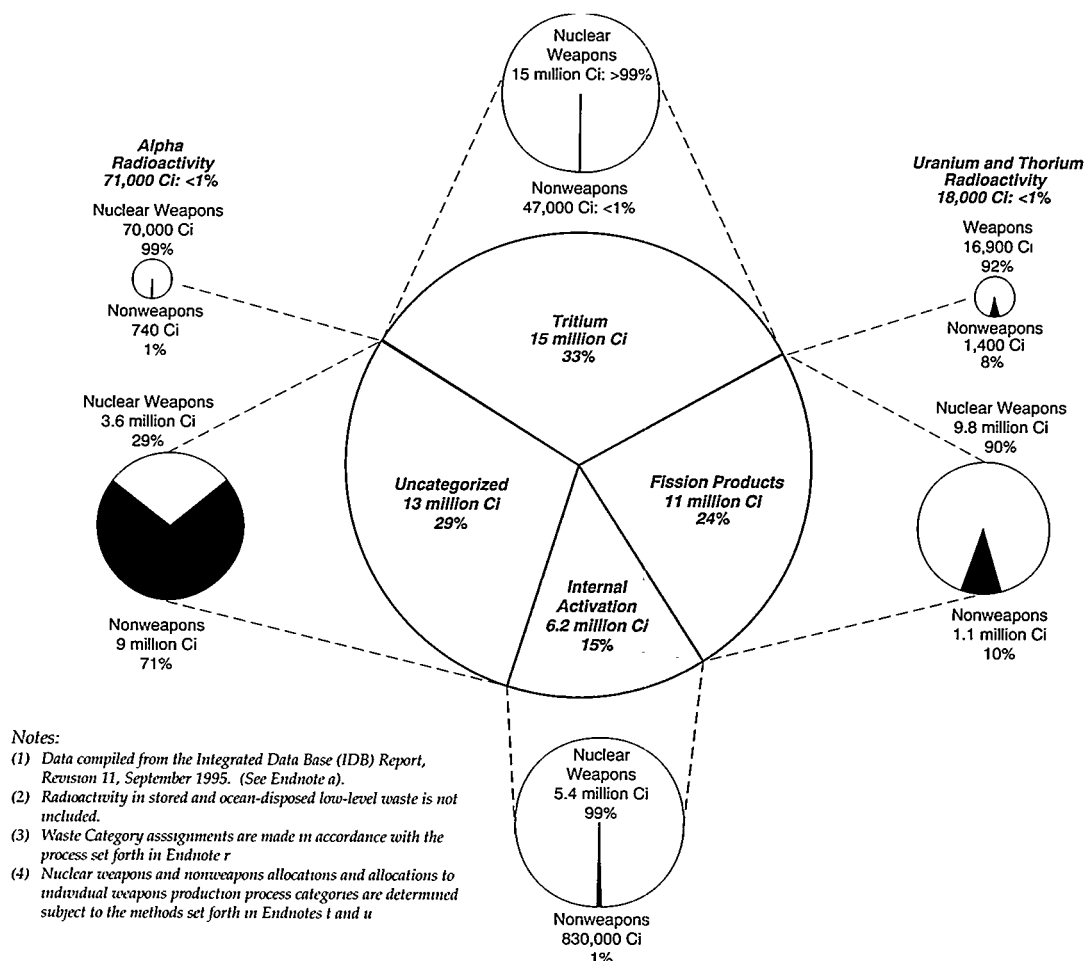 Nuclear
Weapons
15 million Ci: >99%
Nonweapons
47,000 Ci: <1%
Alpha
Radioactivity
71,000 Ci: <1%
Nuclear Weapons
70,000 Ci
99%
Nonweapons
740 Ci
1%
Uranium and Thorium
Radioactivity
18,000 Ci: <1%
Weapons
16,900 Ci
92%
Nonweapons
1,400 Ci
8%
Tritium
15 million Ci
33%
Nuclear Weapons
3.6 million Ci
29%
Nonweapons
9 million Ci
71%
Uncategorized
13 million Ci
29%
Fission Products
11 million Ci
24%
Nuclear Weapons
9.8 million Ci
90%
Nonweapons
1.1 million Ci
10%
Internal
Activation
6.2 million Ci
15%
Nuclear
Weapons
5.4 million Ci
99%
Nonweapons
830,000 Ci
1%
Notes:
(1) Data compiled from the Integrated Data Base (IDB) Report,
Revision 11, September 1995. (See Endnote a).
(2) Radioactivity in stored and ocean-disposed low-level waste is not
included.
(3) Waste Category asssignments are made in accordance with the
process set forth in Endnote r
(4) Nuclear weapons and nonweapons allocations and allocations to
individual weapons production process categories are determined
subject to the methods set forth in Endnotes t and u